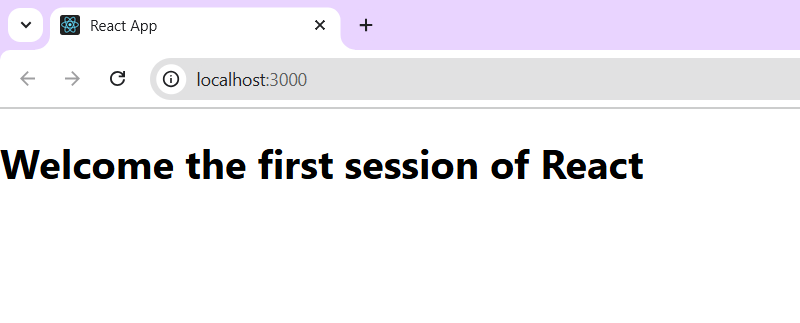 React App
localhost:3000
Welcome the first session of React